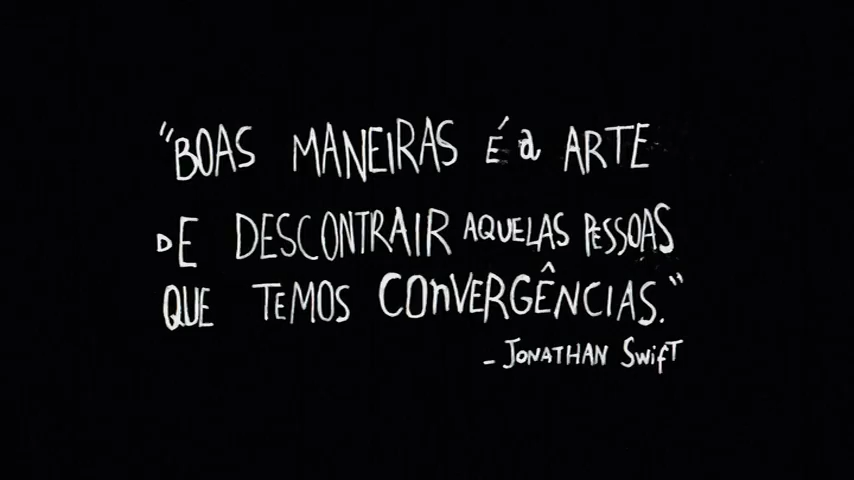 "BOAS MANEIRAS É a ARTE
DE DESCONTRAIR AQUELAS PESSOAS
QUE TEMOS CONVERGÊNCIAS."
- JONATHAN SWIFT